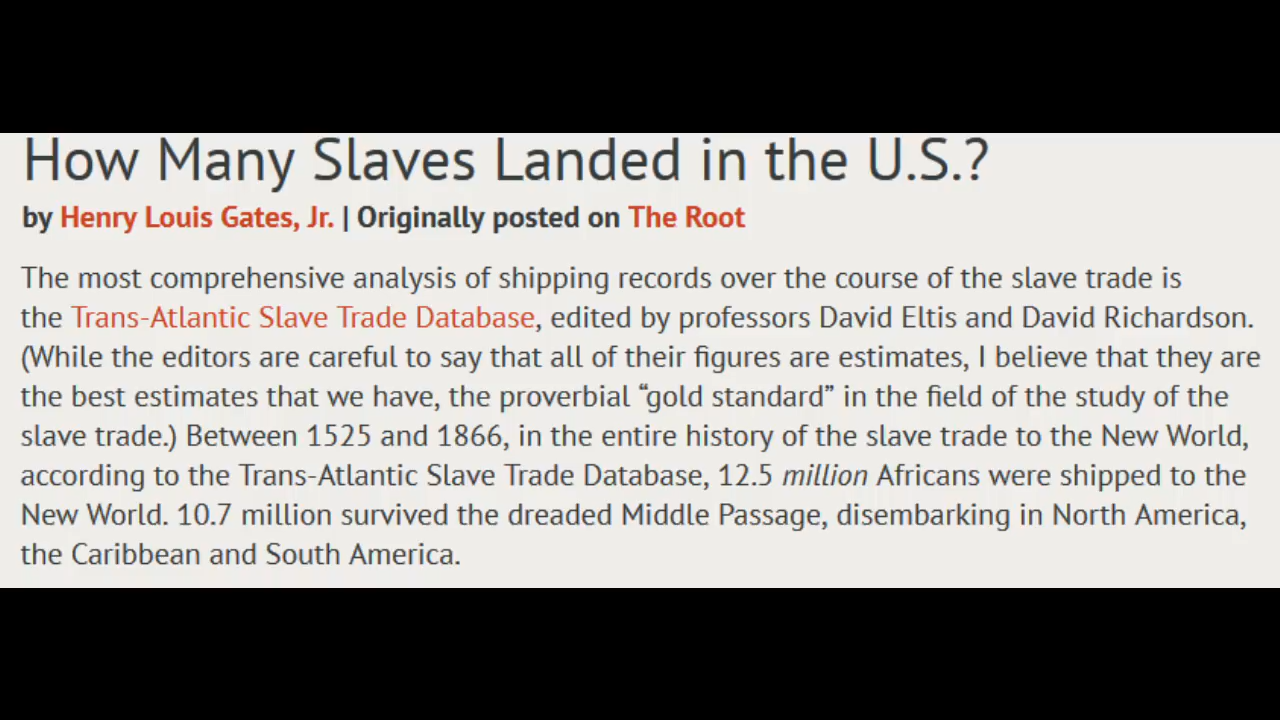 How Many Slaves Landed in the U.S.?
by Henry Louis Gates, Jr. | Originally posted on The Root
The most comprehensive analysis of shipping records over the course of the slave trade is
the Trans-Atlantic Slave Trade Database, edited by professors David Eltis and David Richardson.
(While the editors are careful to say that all of their figures are estimates, I believe that they are
the best estimates that we have, the proverbial “gold standard” in the field of the study of the
slave trade.) Between 1525 and 1866, in the entire history of the slave trade to the New World,
according to the Trans-Atlantic Slave Trade Database, 12.5 million Africans were shipped to the
New World. 10.7 million survived the dreaded Middle Passage, disembarking in North America,
the Caribbean and South America.